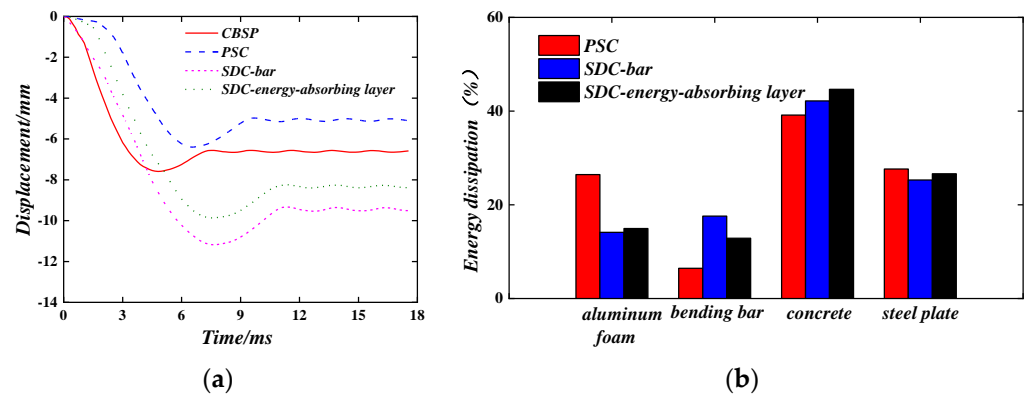 0
-2
-4
-6
-8
-10
-12
-14
0
3
6
9
12
15
18
Displacement/mm
Time/ms
CBSP
PSC
SDC-bar
SDC-energy-absorbing layer
(a)
60
40
20
0
Energy dissipation (%)
PSC
SDC-bar
SDC-energy-absorbing layer
aluminum
foam
bending bar
concrete
steel plate
(b)